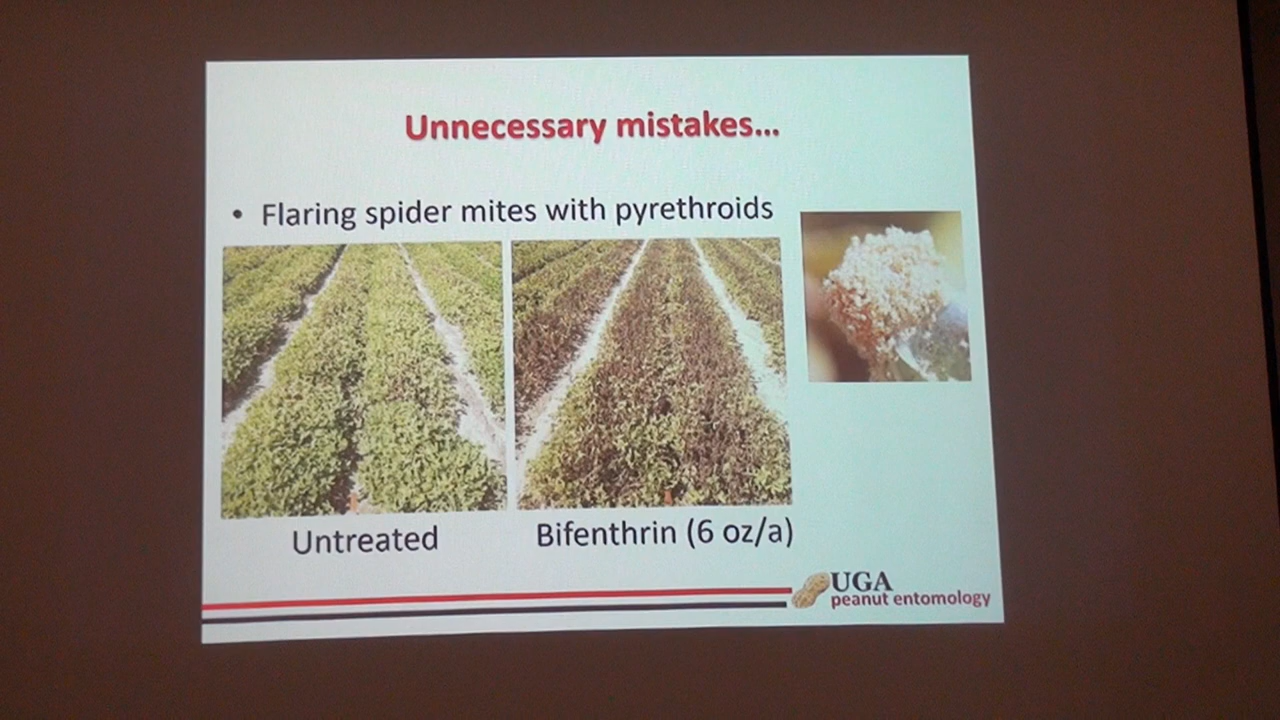 Unnecessary mistakes...
• Flaring spider mites with pyrethroids
Untreated
Bifenthrin (6 oz/a)
UGA
peanut entomology